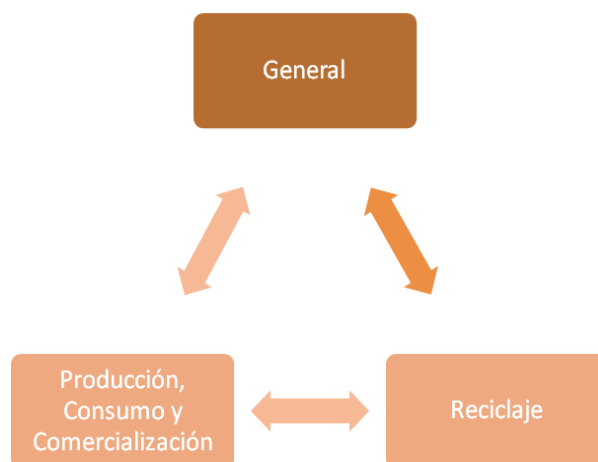 General
Producción,
Consumo y
Comercialización
Reciclaje